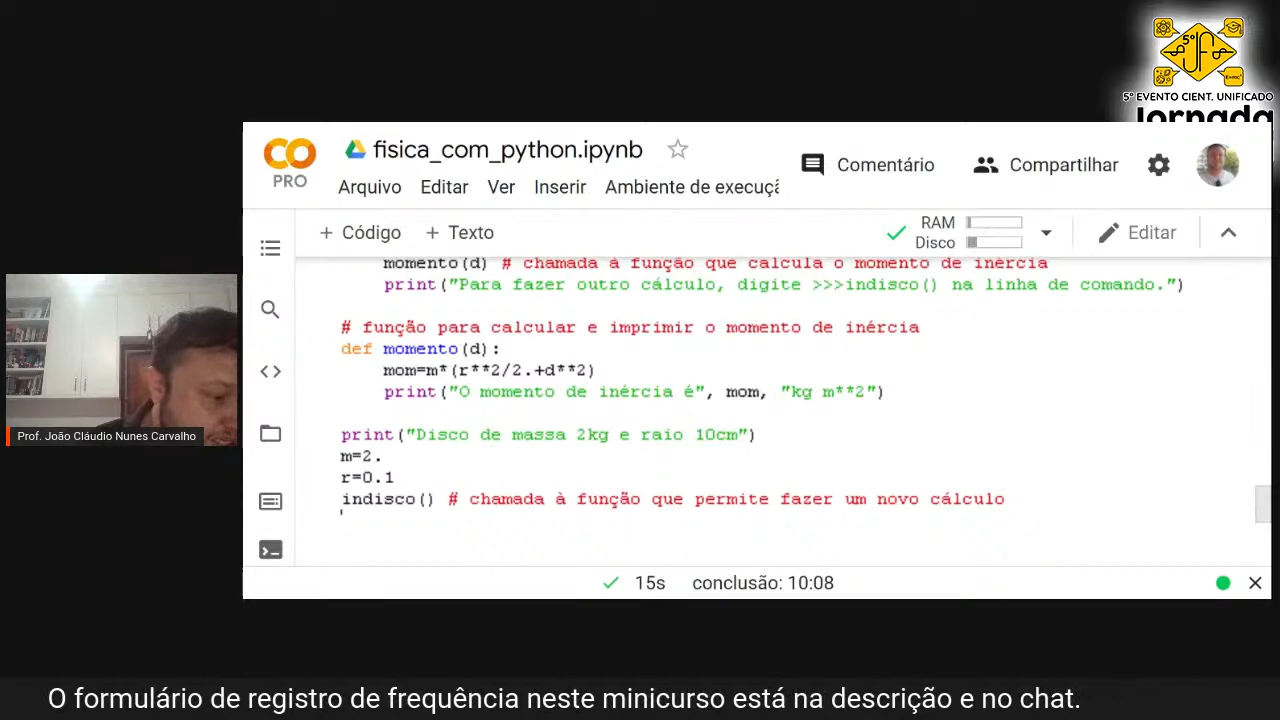 5º JF
E=mc²
5º EVENTO CIENT. UNIFICADO
Jornada
CO
PRO
fisica_com_python.ipynb
Comentário
Compartilhar
Arquivo Editar Ver Inserir Ambiente de execuçã
+ Código + Texto
RAM
Disco
Editar
momento(d) # chamada à função que calcula o momento de inércia
print("Para fazer outro cálculo, digite >>>indisco() na linha de comando.")
# função para calcular e imprimir o momento de inércia
def momento(d):
mom=m*(r**2/2.+d**2)
print("O momento de inércia é", mom, "kg m**2")
print("Disco de massa 2kg e raio 10cm")
m=2.
r=0.1
indisco() # chamada à função que permite fazer um novo cálculo
15s conclusão: 10:08
Prof. João Cláudio Nunes Carvalho
O formulário de registro de frequência neste minicurso está na descrição e no chat.